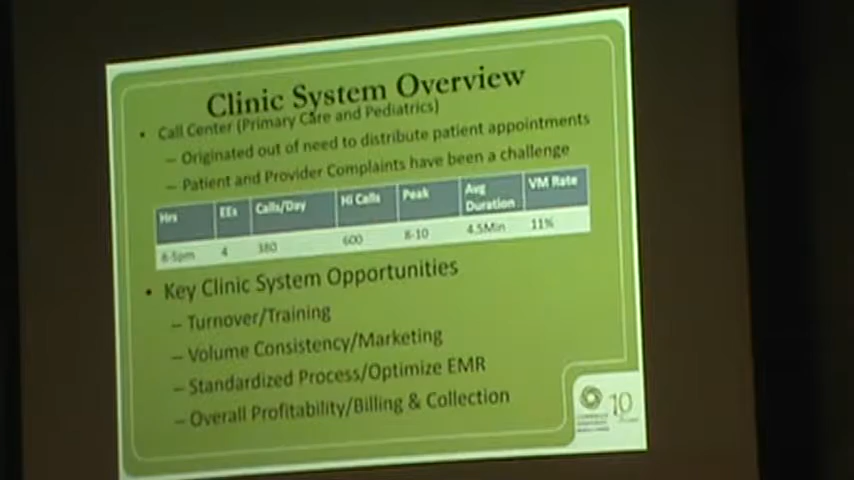 Clinic System Overview
• Call Center (Primary Care and Pediatrics)
– Originated out of need to distribute patient appointments
– Patient and Provider Complaints have been a challenge
Hrs EEs Calls/Day Hi Calls Peak Avg Duration VM Rate
8-5pm 4 380 600 8-10 4.5Min 11%
• Key Clinic System Opportunities
– Turnover/Training
– Volume Consistency/Marketing
– Standardized Process/Optimize EMR
– Overall Profitability/Billing & Collection
10